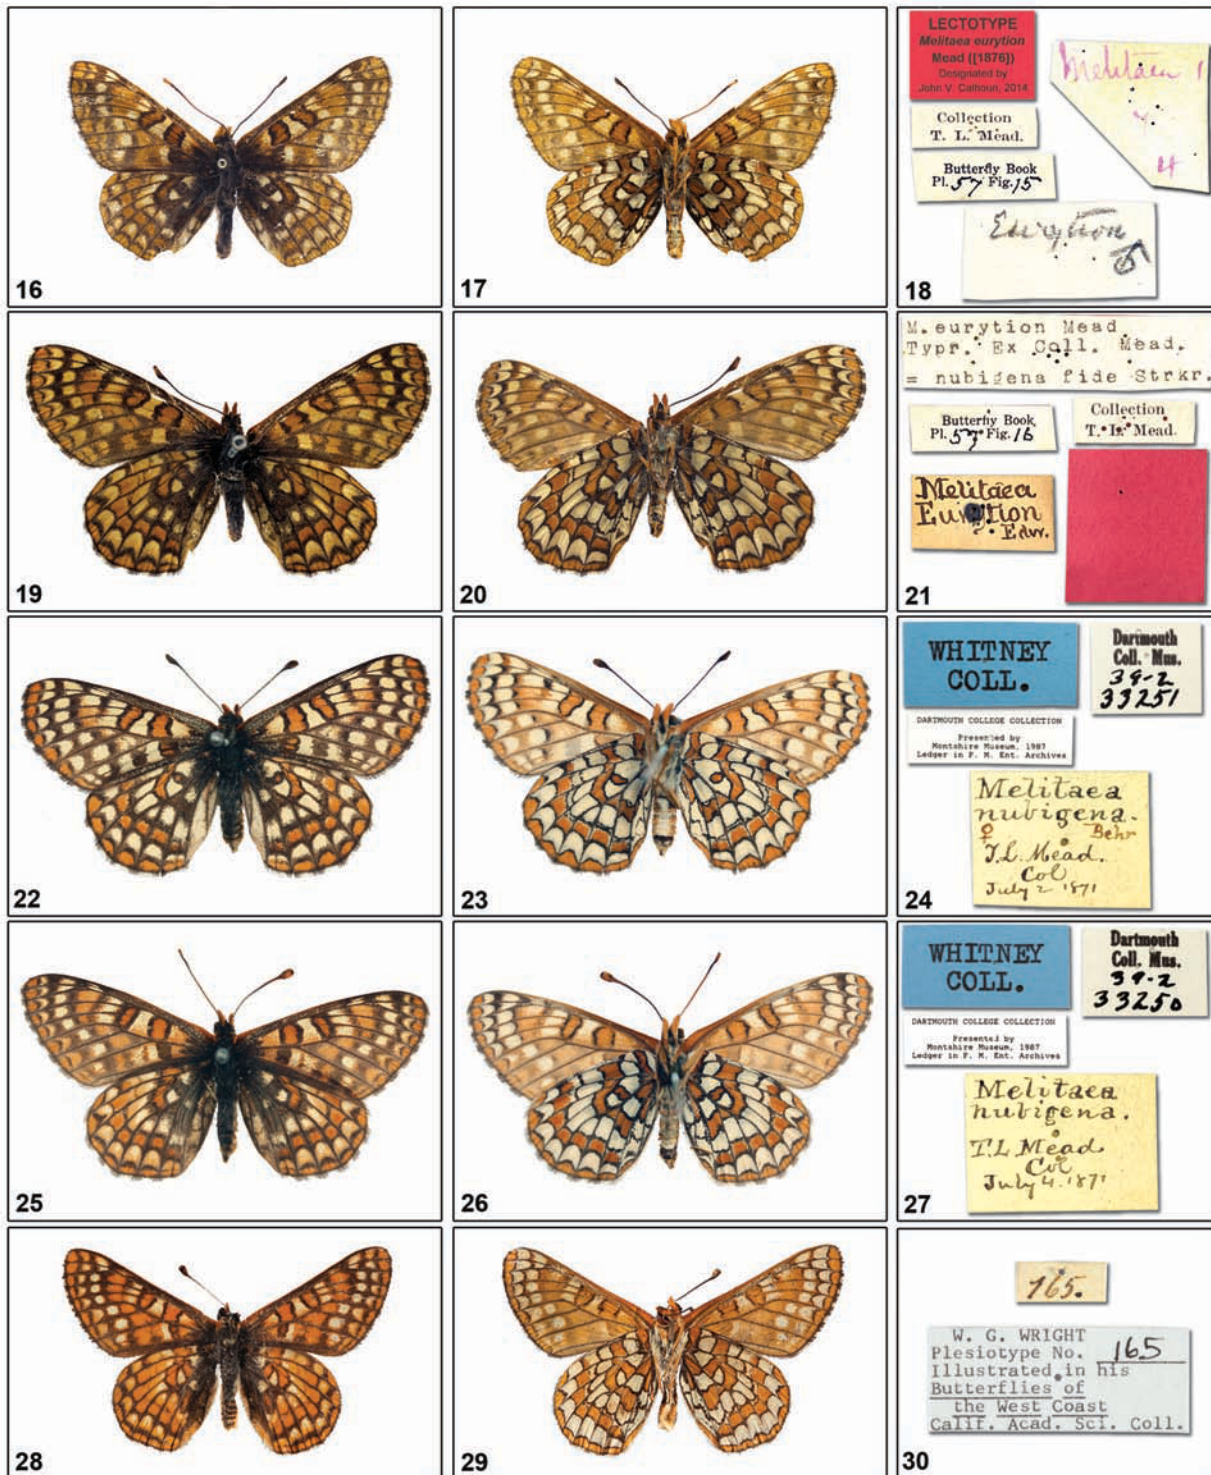 16
17
LECTOTYPE
Melitaea eurytion
Mead ([1876])
Designated by
John V. Calhoun, 2014
Collection
T. L. Mead.
Butterfly Book
Pl. 57 Fig. 15
Melitaea
Eurytion
18
19
20
M. eurytion Mead
Typr. Ex Coll. Mead.
= nubigena fide Strkr.
Butterfly Book,
Pl. 57 Fig. 16
Collection
T. L. Mead.
Melitaea
Eurytion
Edw.
21
22
23
WHITNEY
COLL.
Dartmouth
Coll. Mus.
39-2
33251
DARTMOUTH COLLEGE COLLECTION
Presented by
Montshire Museum, 1987
Ledger in F. M. Ent. Archives
Melitaea
nubigena.
♀ Behr
T.L. Mead.
Col
July 2 1871
24
25
26
WHITNEY
COLL.
Dartmouth
Coll. Mus.
39-2
33250
DARTMOUTH COLLEGE COLLECTION
Presented by
Montshire Museum, 1987
Ledger in F. M. Ent. Archives
Melitaea
nubigena.
T.L. Mead
Col
July 4. 1871
27
28
29
165.
W. G. WRIGHT
Plesiotype No. 165
Illustrated in his
Butterflies of
the West Coast
Calif. Acad. Sci. Coll.
30